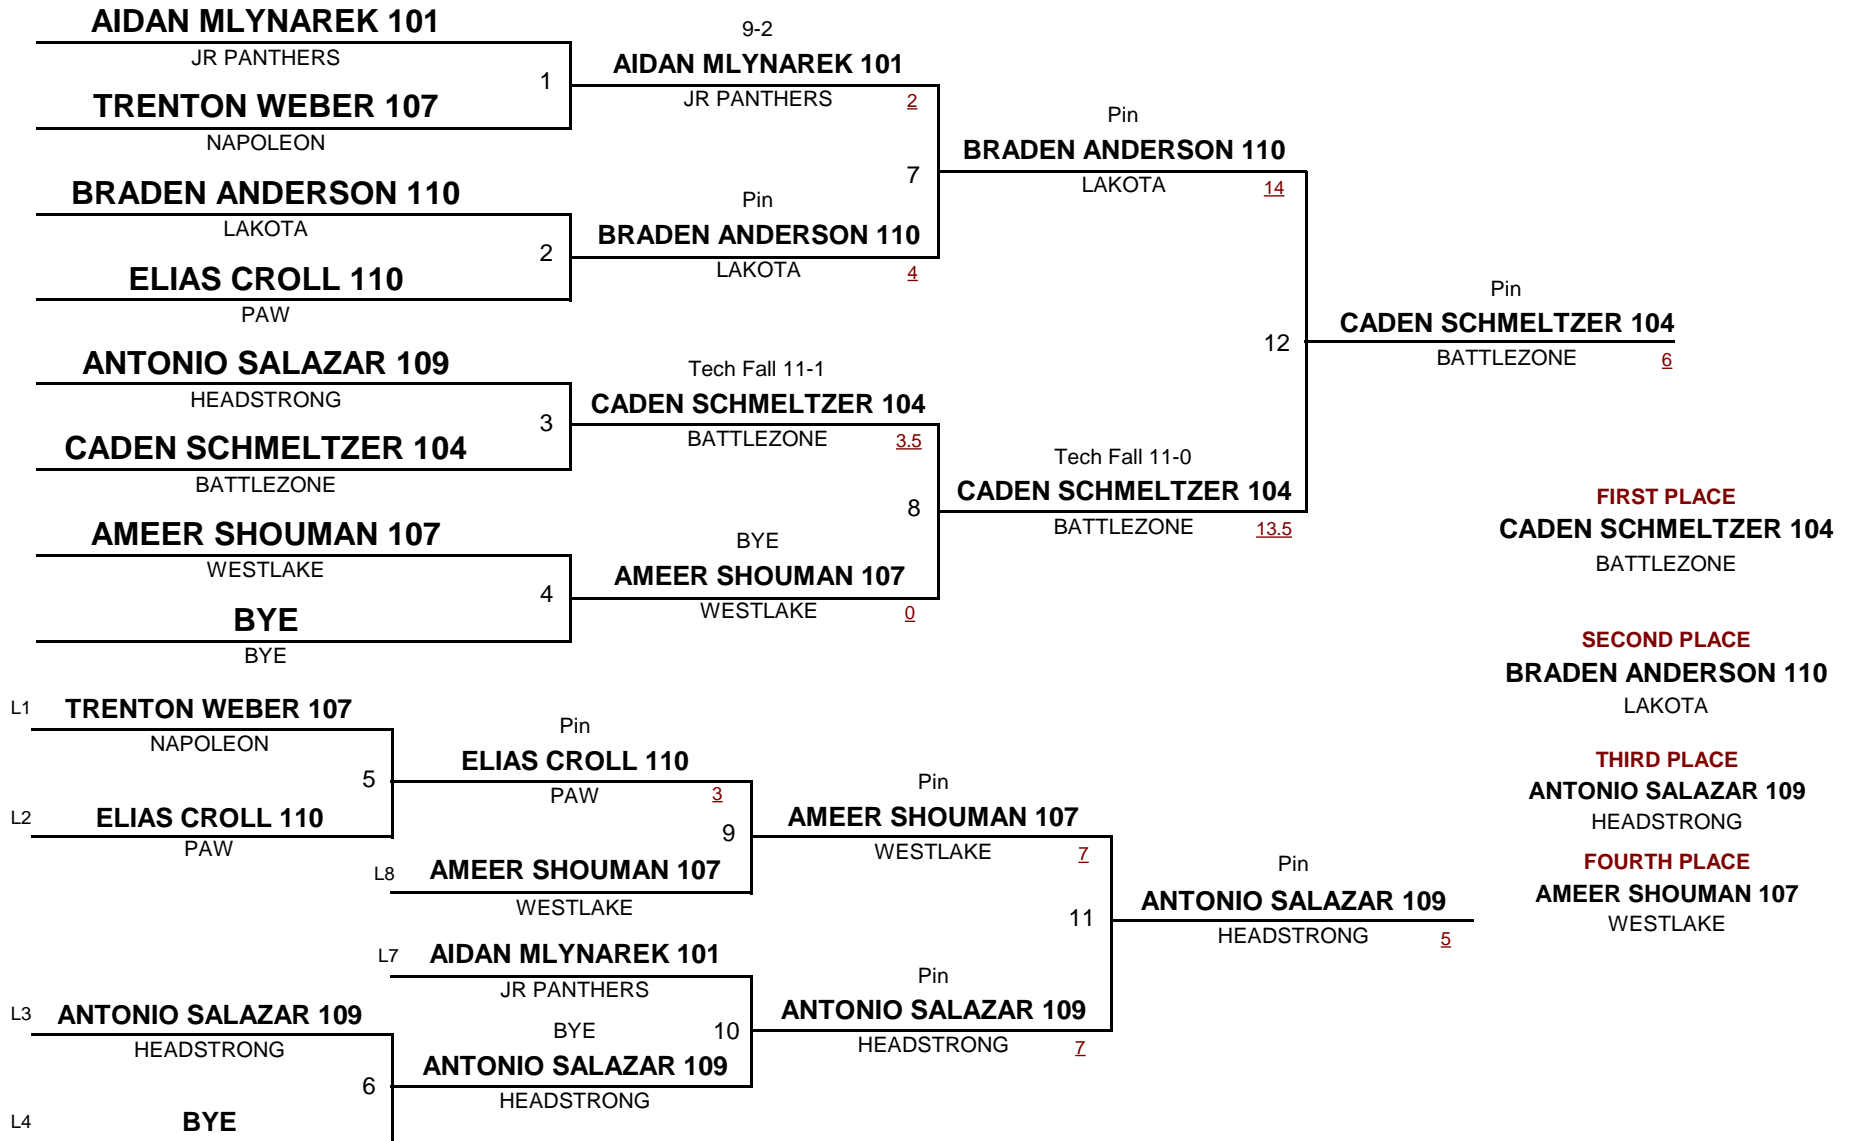 AIDAN MLYNAREK 101
JR PANTHERS
1
TRENTON WEBER 107
NAPOLEON
BRADEN ANDERSON 110
LAKOTA
2
ELIAS CROLL 110
PAW
ANTONIO SALAZAR 109
HEADSTRONG
3
CADEN SCHMELTZER 104
BATTLEZONE
AMEER SHOUMAN 107
WESTLAKE
4
BYE
BYE
9-2
AIDAN MLYNAREK 101
JR PANTHERS 2
7
Pin
BRADEN ANDERSON 110
LAKOTA 4
Tech Fall 11-1
CADEN SCHMELTZER 104
BATTLEZONE 3.5
8
BYE
AMEER SHOUMAN 107
WESTLAKE 0
Pin
BRADEN ANDERSON 110
LAKOTA 14
12
Tech Fall 11-0
CADEN SCHMELTZER 104
BATTLEZONE 13.5
Pin
CADEN SCHMELTZER 104
BATTLEZONE 6
FIRST PLACE
CADEN SCHMELTZER 104
BATTLEZONE
SECOND PLACE
BRADEN ANDERSON 110
LAKOTA
THIRD PLACE
ANTONIO SALAZAR 109
HEADSTRONG
FOURTH PLACE
AMEER SHOUMAN 107
WESTLAKE
L1 TRENTON WEBER 107
NAPOLEON
5
L2 ELIAS CROLL 110
PAW
L3 ANTONIO SALAZAR 109
HEADSTRONG
6
L4 BYE
Pin
ELIAS CROLL 110
PAW 3
9
L8 AMEER SHOUMAN 107
WESTLAKE
L7 AIDAN MLYNAREK 101
JR PANTHERS
BYE 10
ANTONIO SALAZAR 109
HEADSTRONG
Pin
AMEER SHOUMAN 107
WESTLAKE 7
11
Pin
ANTONIO SALAZAR 109
HEADSTRONG 7
Pin
ANTONIO SALAZAR 109
HEADSTRONG 5